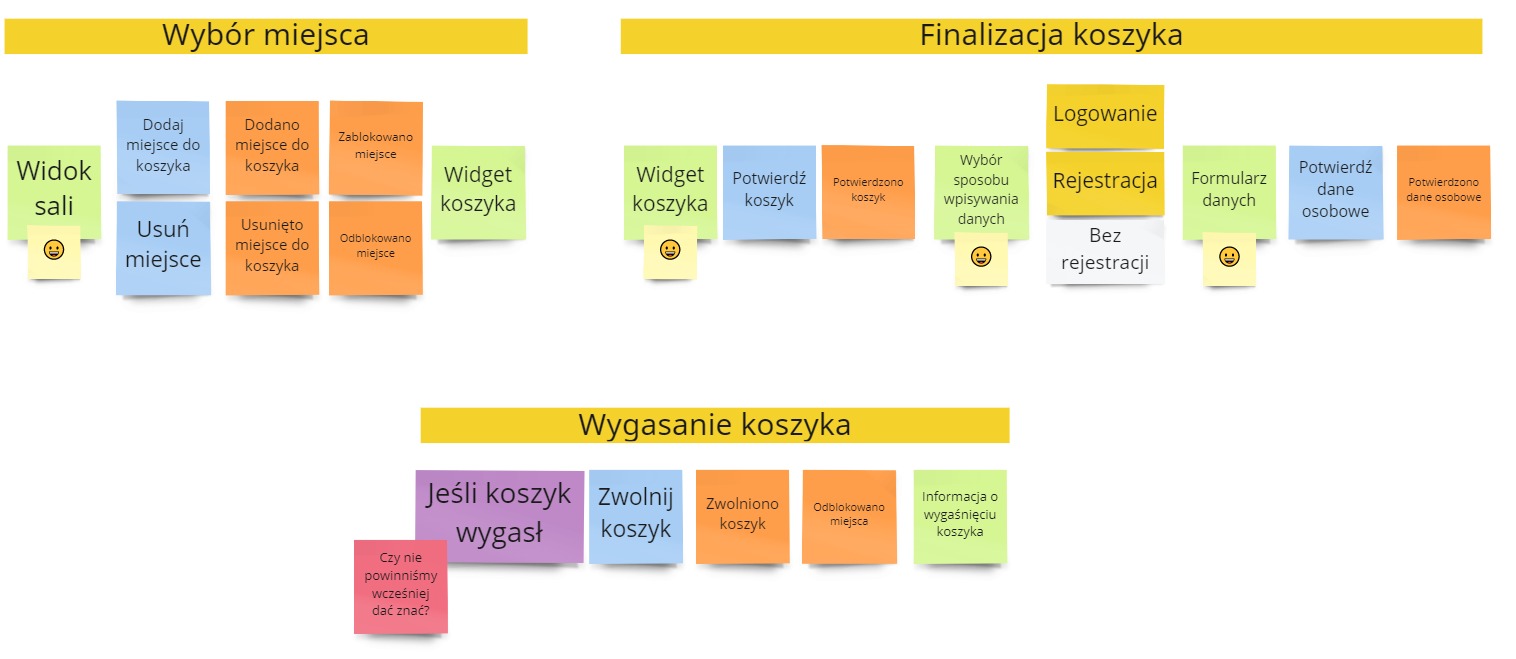 Wybór miejsca
Widok
sali
Dodaj
miejsce do
koszyka
Dodano
miejsce do
koszyka
Zablokowano
miejsce
Usuń
miejsce
Usunięto
miejsce do
koszyka
Odblokowano
miejsce
Widget
koszyka
Finalizacja koszyka
Widget
koszyka
Potwierdź
koszyk
Potwierdzono
koszyk
Wybór
sposobu
wpisywania
danych
Logowanie
Rejestracja
Bez
rejestracji
Formularz
danych
Potwierdź
dane
osobowe
Potwierdzono
dane osobowe
Wygasanie koszyka
Jeśli koszyk
wygasł
Czy nie
powinniśmy
wcześniej
dać znać?
Zwolnij
koszyk
Zwolniono
koszyk
Odblokowano
miejsca
Informacja o
wygaśnięciu
koszyka